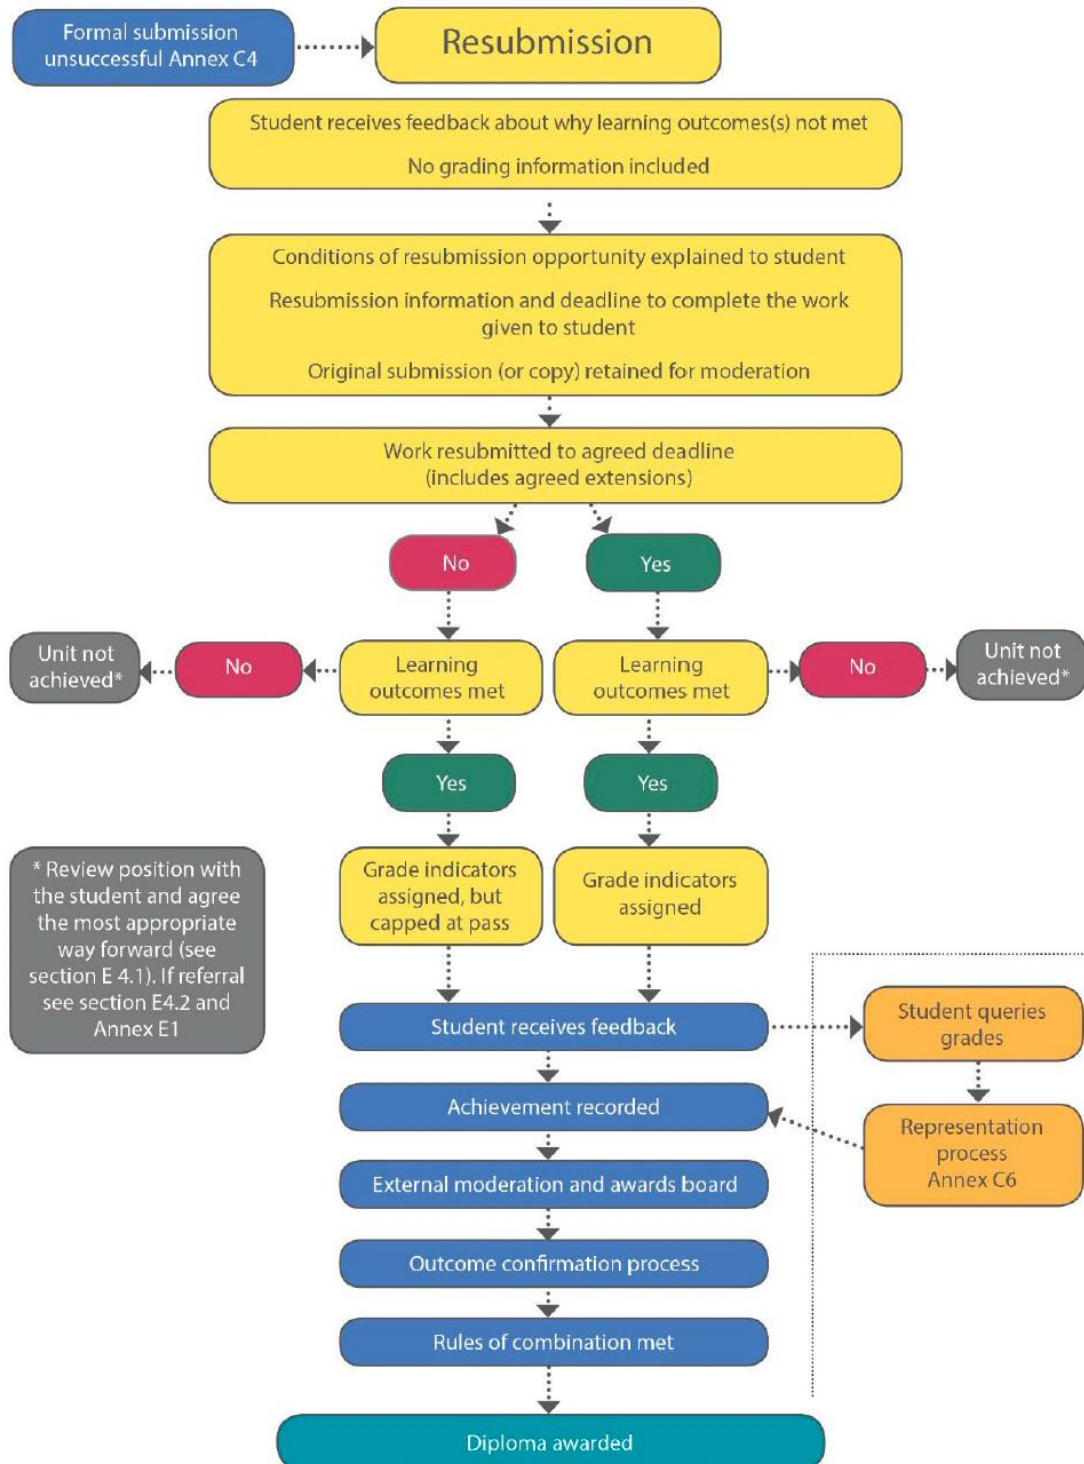 Formal submission
unsuccessful Annex C4
Resubmission
Student receives feedback about why learning outcomes(s) not met
No grading information included
Conditions of resubmission opportunity explained to student
Resubmission information and deadline to complete the work
given to student
Original submission (or copy) retained for moderation
Work resubmitted to agreed deadline
(includes agreed extensions)
No
Yes
Unit not
achieved*
No
Learning
outcomes met
Learning
outcomes met
No
Unit not
achieved*
Yes
Yes
* Review position with
the student and agree
the most appropriate
way forward (see
section E 4.1). If referral
see section E4.2 and
Annex E1
Grade indicators
assigned, but
capped at pass
Grade indicators
assigned
Student receives feedback
Student queries
grades
Achievement recorded
Representation
process
Annex C6
External moderation and awards board
Outcome confirmation process
Rules of combination met
Diploma awarded